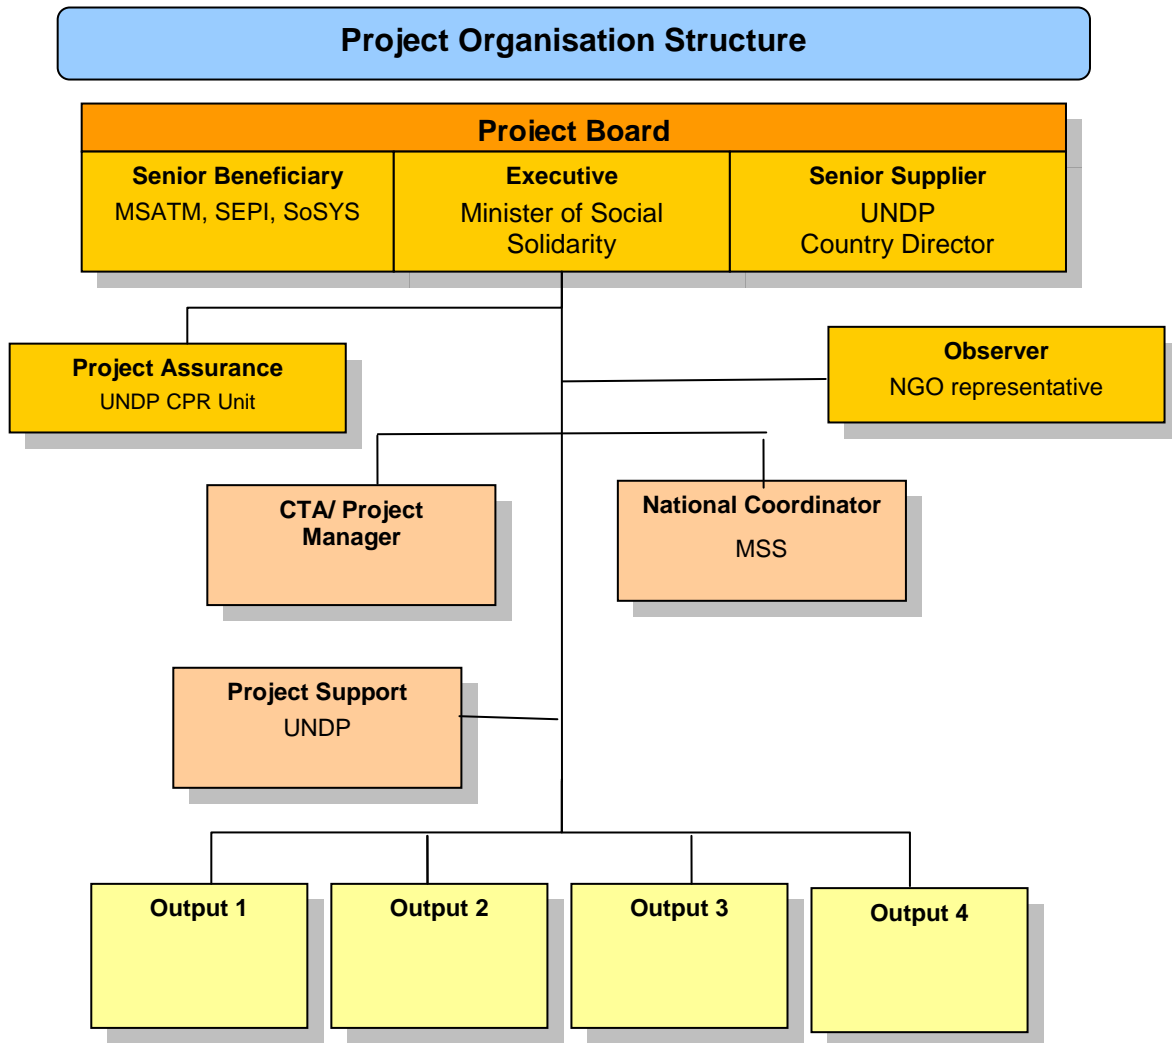 Project Organisation Structure
Project Board
Senior Beneficiary
MSATM, SEPI, SoSYS
Executive
Minister of Social
Solidarity
Senior Supplier
UNDP
Country Director
Project Assurance
UNDP CPR Unit
Observer
NGO representative
CTA/ Project
Manager
National Coordinator
MSS
Project Support
UNDP
Output 1
Output 2
Output 3
Output 4